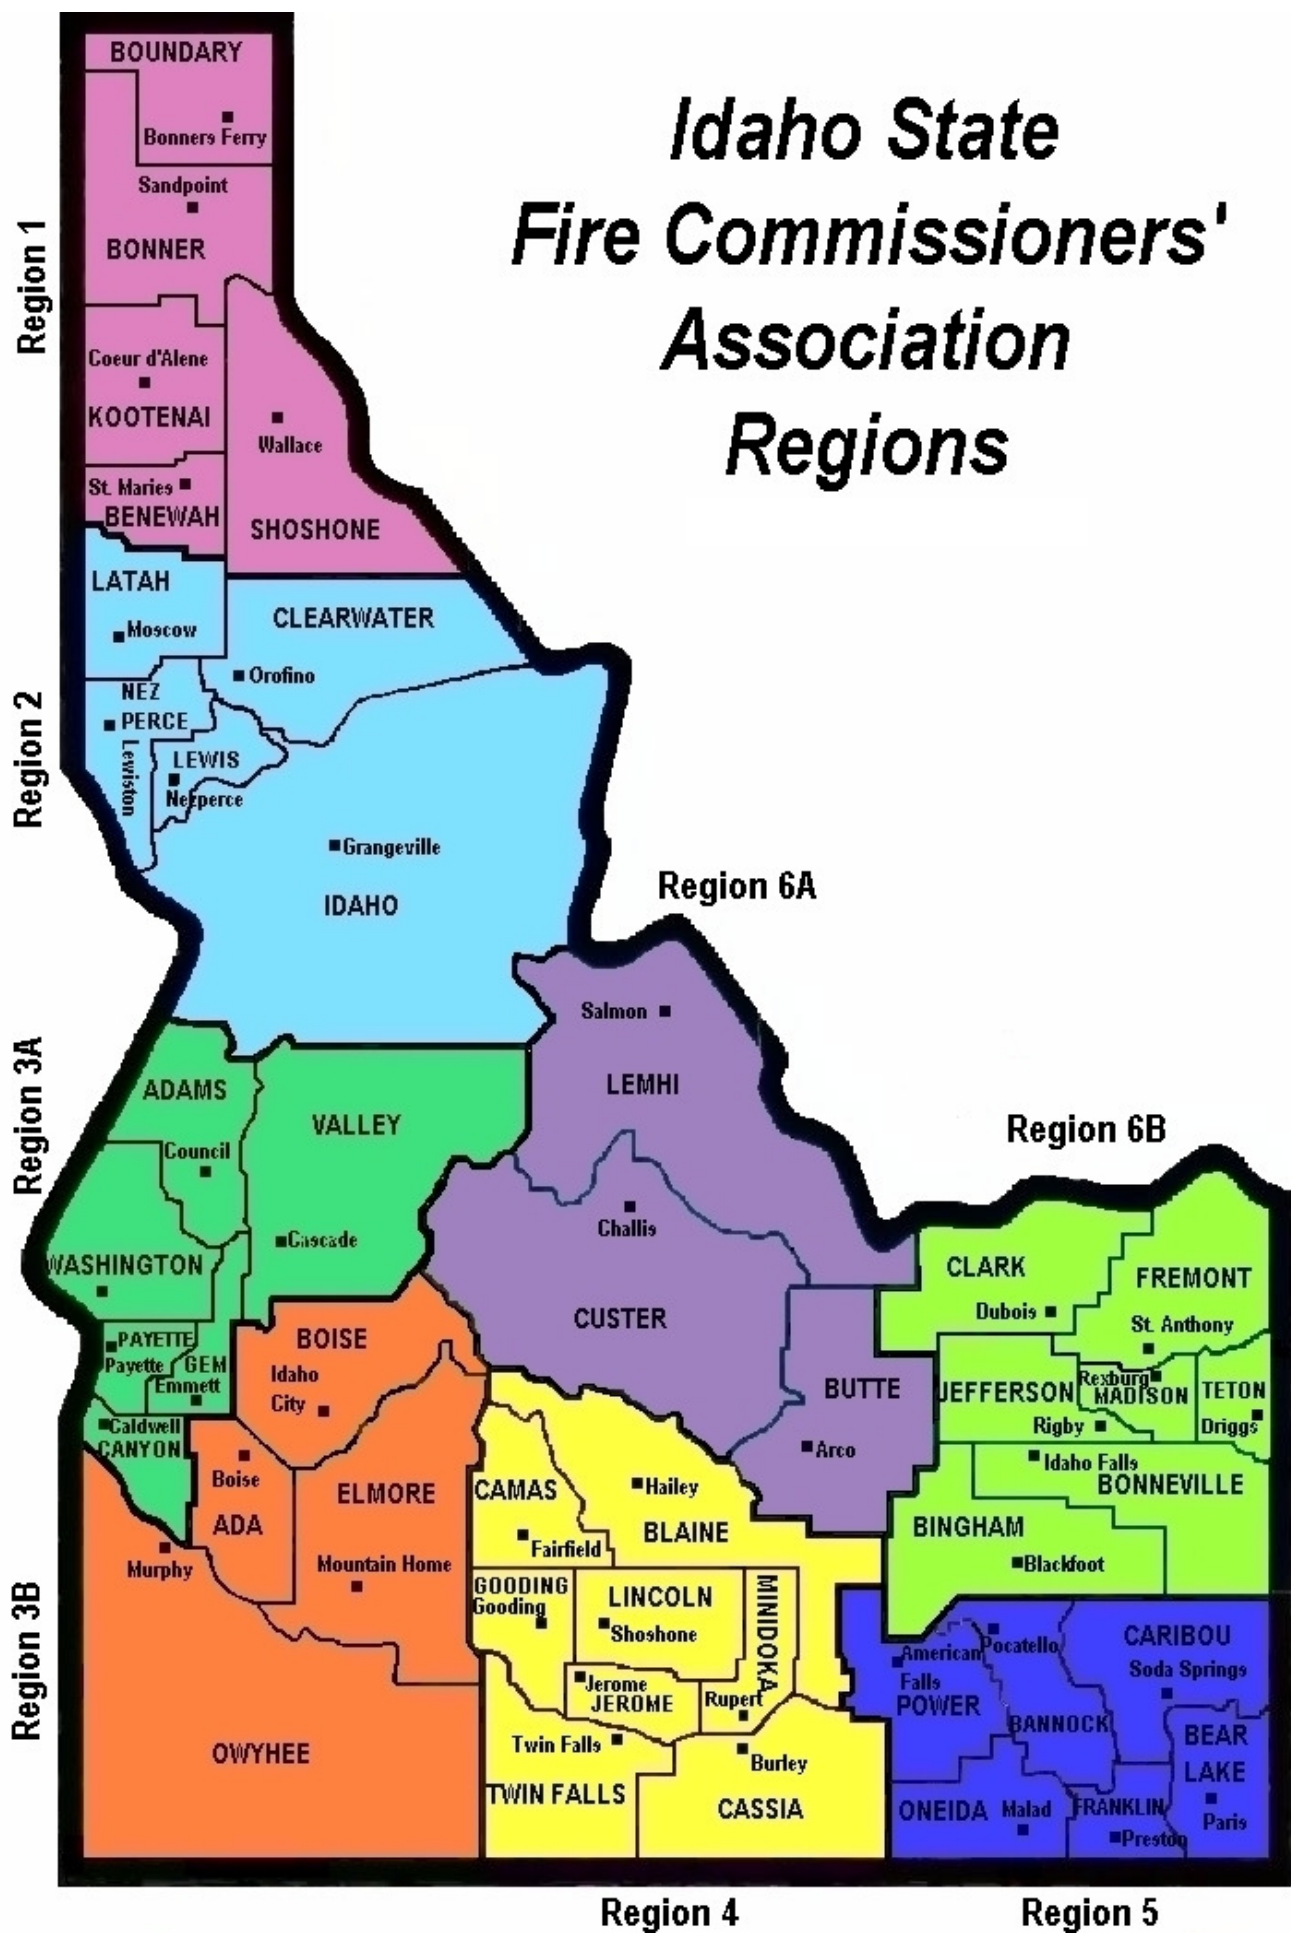 Idaho State
Fire Commissioners'
Association
Regions
Region 1
BOUNDARY
Bonners Ferry
Sandpoint
BONNER
Coeur d'Alene
KOOTENAI
Wallace
St. Maries
BENEWAH
SHOSHONE
Region 2
LATAH
Moscow
CLEARWATER
Orofino
NEZ
PERCE
Lewiston
LEWIS
Nezperce
Grangeville
IDAHO
Region 6A
Salmon
LEMHI
Challis
CUSTER
BUTTE
Arco
Region 3A
ADAMS
Council
VALLEY
Cascade
WASHINGTON
PAYETTE
Payette
GEM
Emmett
Caldwell
CANYON
Region 6B
CLARK
Dubois
FREMONT
St. Anthony
JEFFERSON
Rigby
Rexburg
MADISON
TETON
Driggs
Idaho Falls
BONNEVILLE
BINGHAM
Blackfoot
Region 3B
BOISE
Idaho
City
Boise
ADA
ELMORE
Mountain Home
Murphy
OWYHEE
CAMAS
Fairfield
Hailey
BLAINE
GOODING
Gooding
LINCOLN
Shoshone
MINIDOKA
Rupert
Jerome
JEROME
Twin Falls
TWIN FALLS
Burley
CASSIA
Region 4
American
Falls
POWER
Pocatello
BANNOCK
CARIBOU
Soda Springs
BEAR
LAKE
Paris
ONEIDA
Malad
FRANKLIN
Preston
Region 5